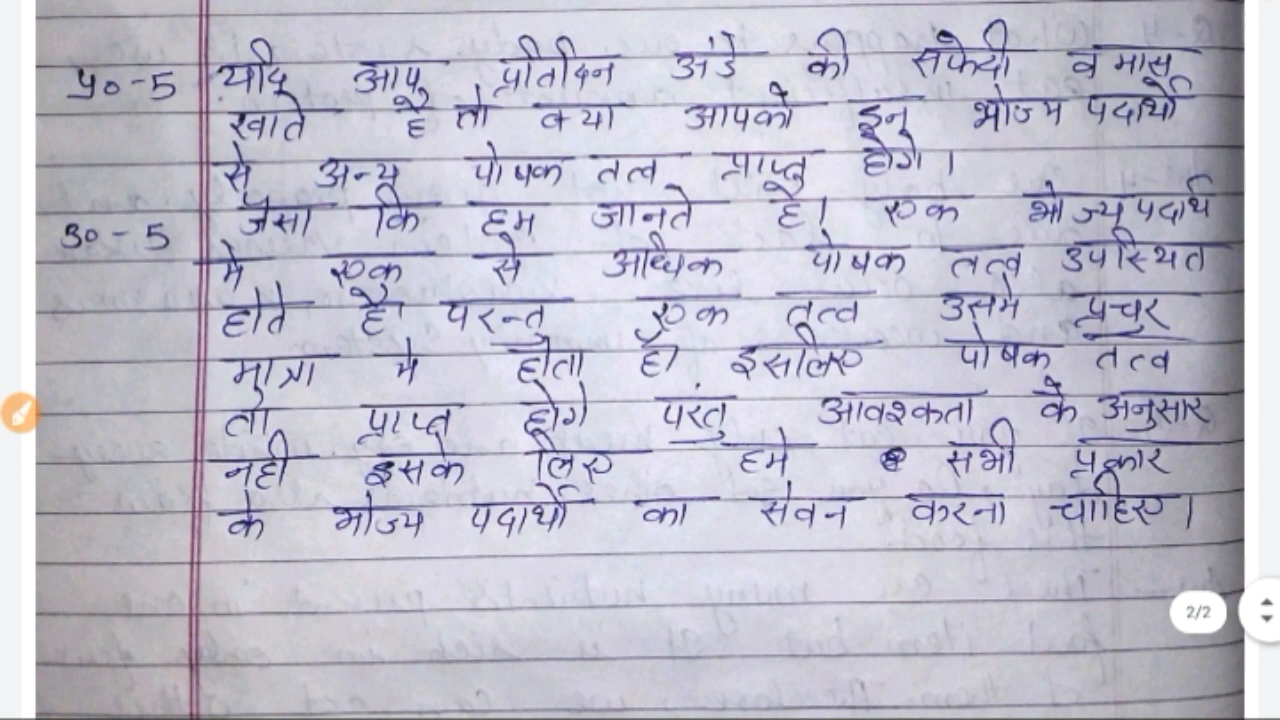 प्र०-5 यदि आप प्रतिदिन अंडे की सफेदी व मास
खाते है तो क्या आपको इन भोज्य पदार्थो
से अन्य पोषक तत्व प्राप्त होगे।
उ०-5 जैसा कि हम जानते है। एक भोज्य पदार्थ
मे एक से अधिक पोषक तत्व उपस्थित
होते है। परन्तु एक तत्व उसमे प्रचुर
मात्रा मे होता है। इसलिए पोषक तत्व
तो प्राप्त होगे परंतु आवश्कता के अनुसार
नही इसके लिए हमे सभी प्रकार
के भोज्य पदार्थो का सेवन करना चाहिए।
2/2